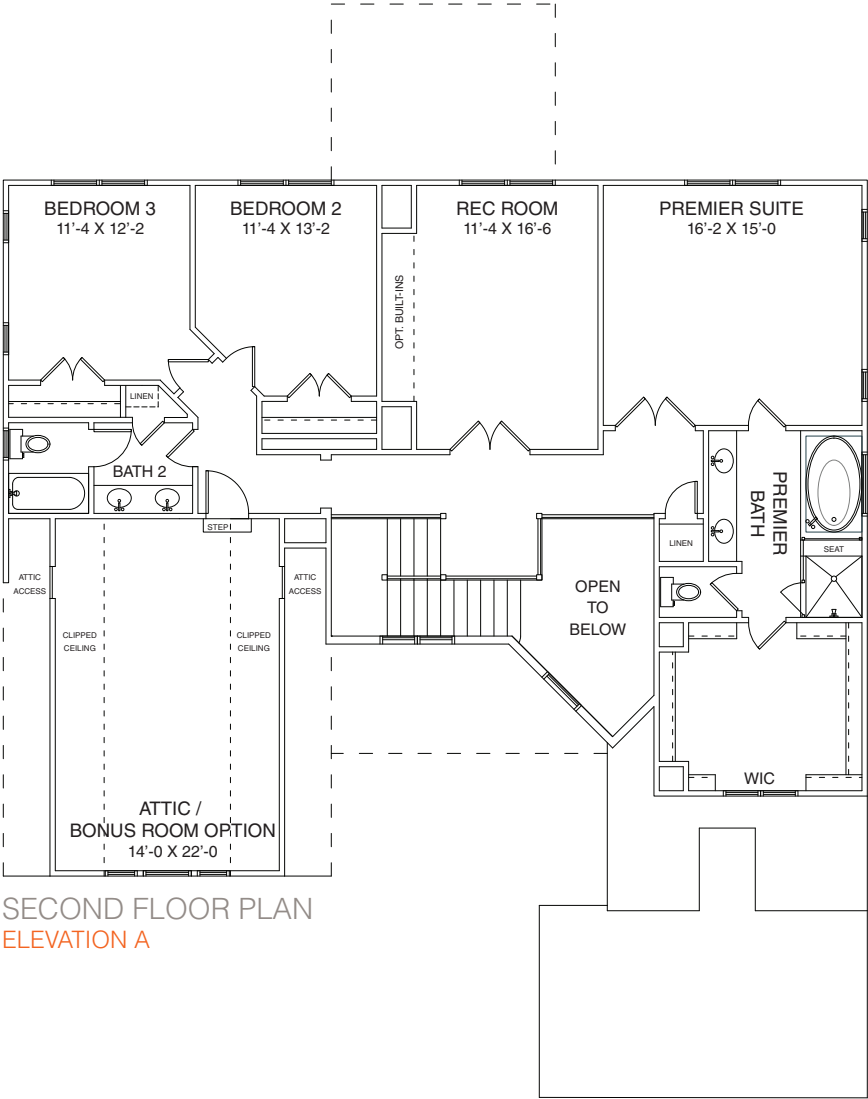 BEDROOM 3
11'-4 X 12'-2
BEDROOM 2
11'-4 X 13'-2
REC ROOM
11'-4 X 16'-6
PREMIER SUITE
16'-2 X 15'-0
OPT. BUILT-INS
LINEN
BATH 2
PREMIER
BATH
STEP
LINEN
SEAT
ATTIC
ACCESS
ATTIC
ACCESS
OPEN
TO
BELOW
CLIPPED
CEILING
CLIPPED
CEILING
WIC
ATTIC /
BONUS ROOM OPTION
14'-0 X 22'-0
SECOND FLOOR PLAN
ELEVATION A